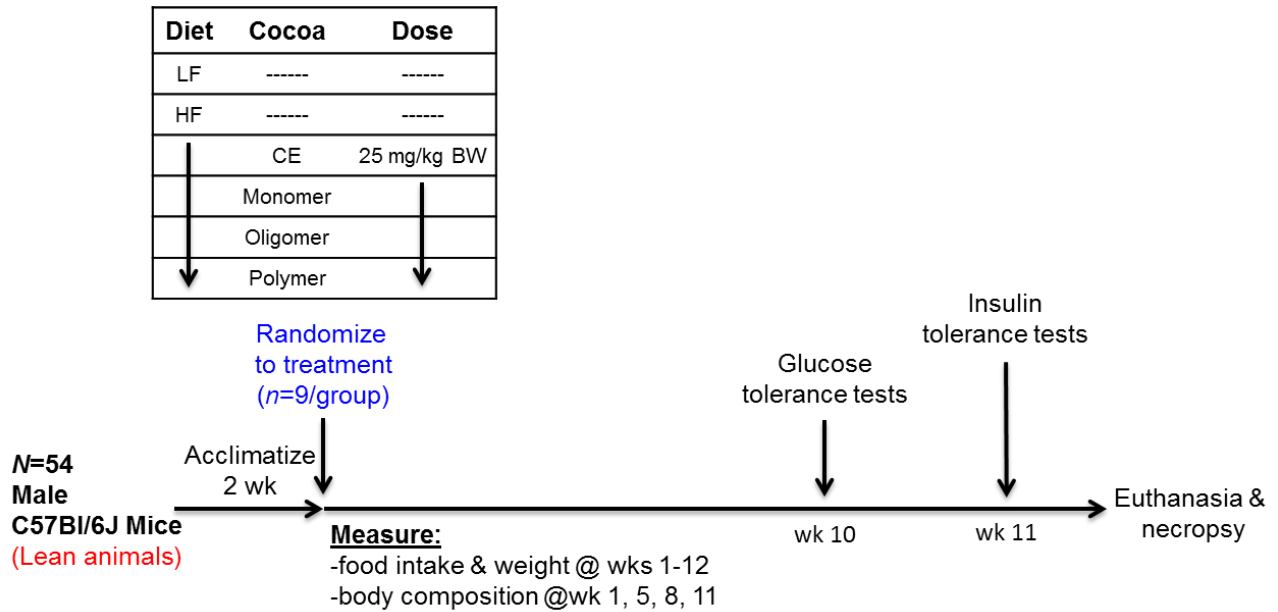 Diet Cocoa Dose
LF ------ ------
HF ------ ------
CE 25 mg/kg BW
Monomer
Oligomer
Polymer
Randomize
to treatment
(n=9/group)
Insulin
tolerance tests
Glucose
tolerance tests
N=54
Male
C57Bl/6J Mice
(Lean animals)
Acclimatize
2 wk
Measure:
-food intake & weight @ wks 1-12
-body composition @wk 1, 5, 8, 11
wk 10
wk 11
Euthanasia &
necropsy